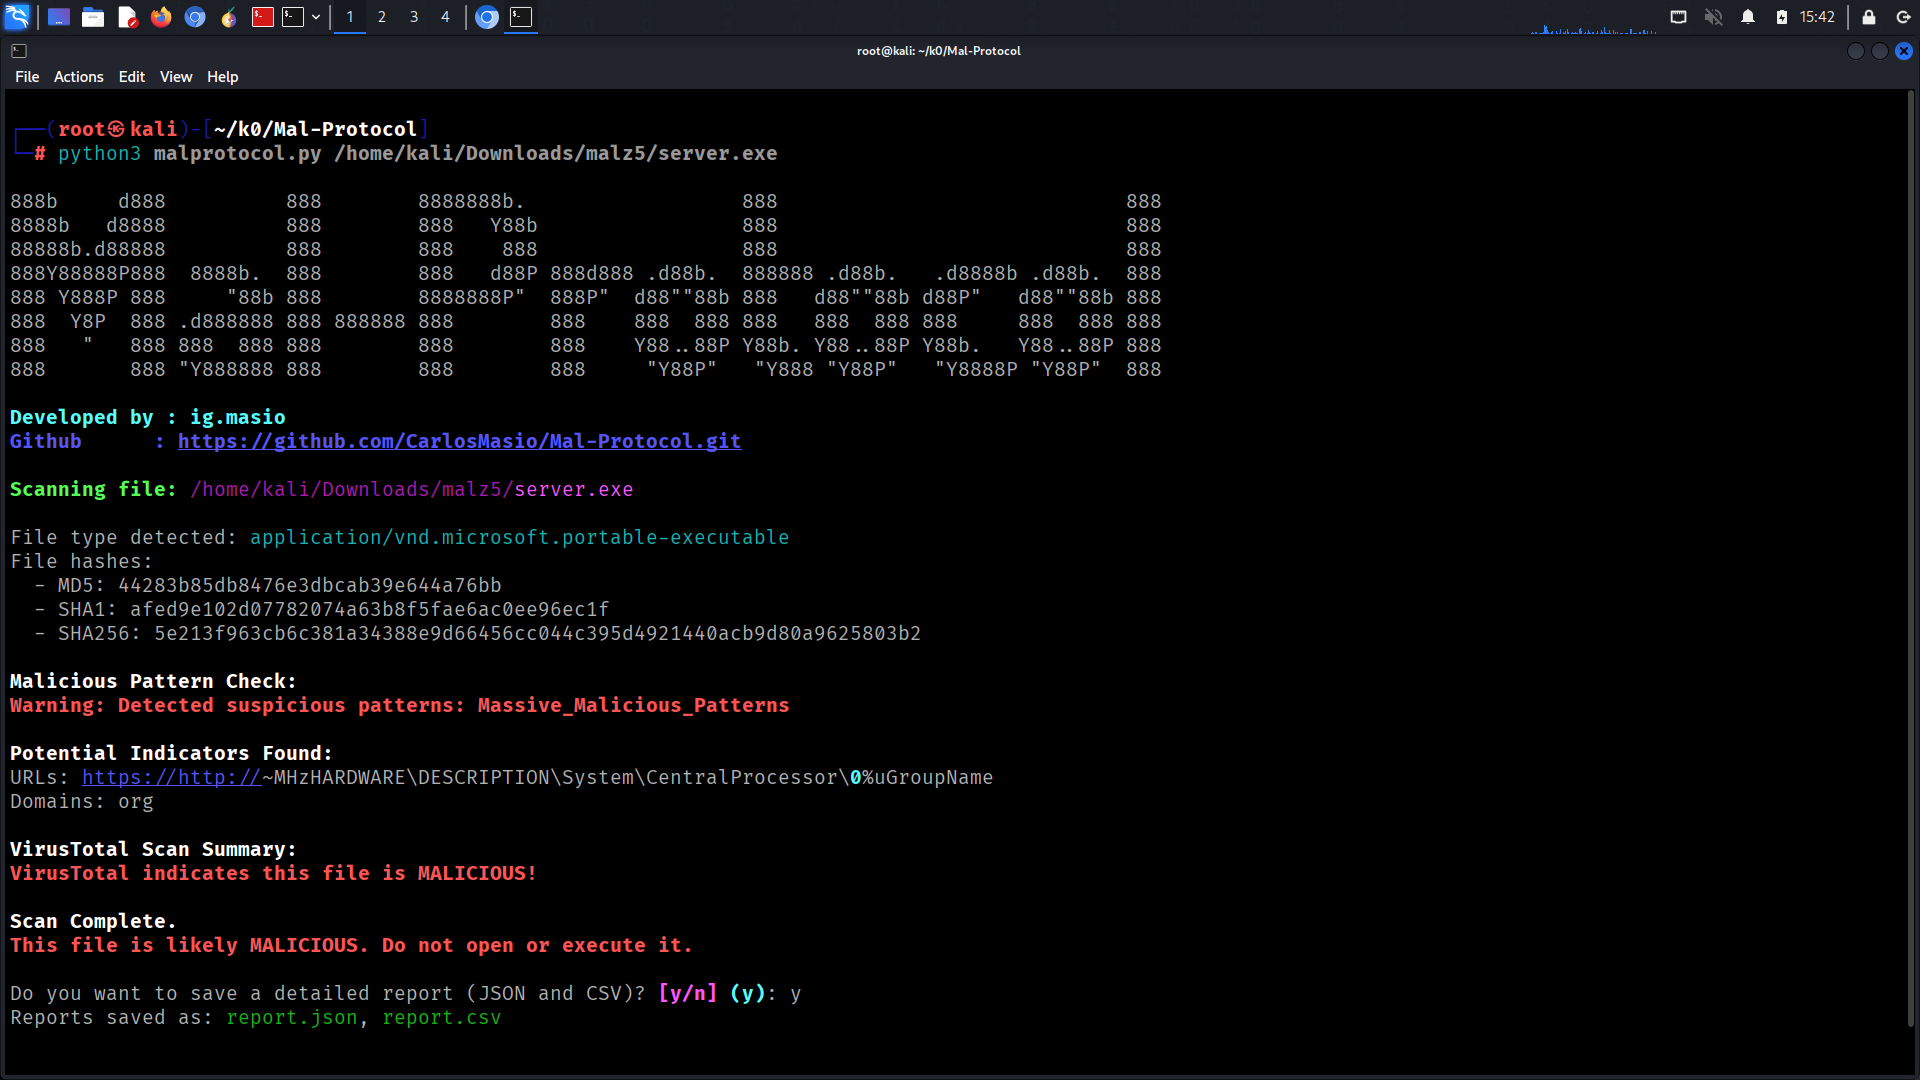 1 2 3 4 15:42
root@kali: ~/k0/Mal-Protocol
File Actions Edit View Help
┌──(root㉿kali)-[~/k0/Mal-Protocol]
└─# python3 malprotocol.py /home/kali/Downloads/malz5/server.exe
888b     d888          888        8888888b.                  888                             888
8888b   d8888          888        888   Y88b                 888                             888
88888b.d88888          888        888    888                 888                             888
888Y88888P888  8888b.  888        888   d88P 888d888 .d88b.  888888 .d88b.   .d8888b .d88b.  888
888 Y888P 888     "88b 888        8888888P"  888P"  d88""88b 888   d88""88b d88P"   d88""88b 888
888  Y8P  888 .d888888 888 888888 888        888    888  888 888   888  888 888     888  888 888
888   "   888 888  888 888        888        888    Y88..88P Y88b. Y88..88P Y88b.   Y88..88P 888
888       888 "Y888888 888        888        888     "Y88P"   "Y888 "Y88P"   "Y8888P "Y88P"  888
Developed by : ig.masio
Github      : https://github.com/CarlosMasio/Mal-Protocol.git
Scanning file: /home/kali/Downloads/malz5/server.exe
File type detected: application/vnd.microsoft.portable-executable
File hashes:
  - MD5: 44283b85db8476e3dbcab39e644a76bb
  - SHA1: afed9e102d07782074a63b8f5fae6ac0ee96ec1f
  - SHA256: 5e213f963cb6c381a34388e9d66456cc044c395d4921440acb9d80a9625803b2
Malicious Pattern Check:
Warning: Detected suspicious patterns: Massive_Malicious_Patterns
Potential Indicators Found:
URLs: https://http://~MHzHARDWARE\DESCRIPTION\System\CentralProcessor\0%uGroupName
Domains: org
VirusTotal Scan Summary:
VirusTotal indicates this file is MALICIOUS!
Scan Complete.
This file is likely MALICIOUS. Do not open or execute it.
Do you want to save a detailed report (JSON and CSV)? [y/n] (y): y
Reports saved as: report.json, report.csv